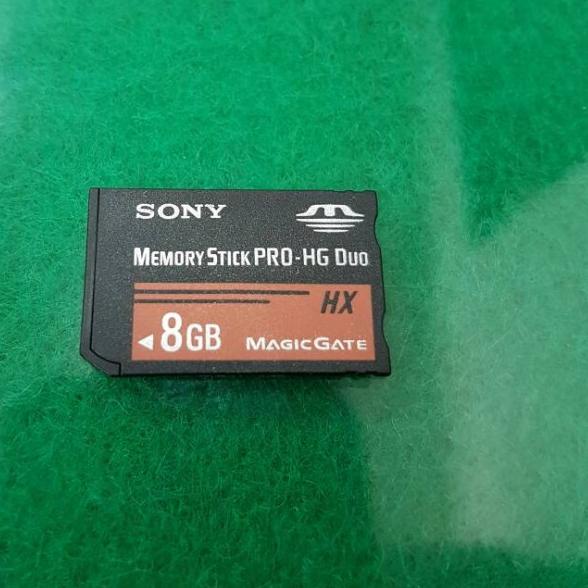 SONY
MEMORY STICK PRO-HG DUO
HX
8GB MAGICGATE